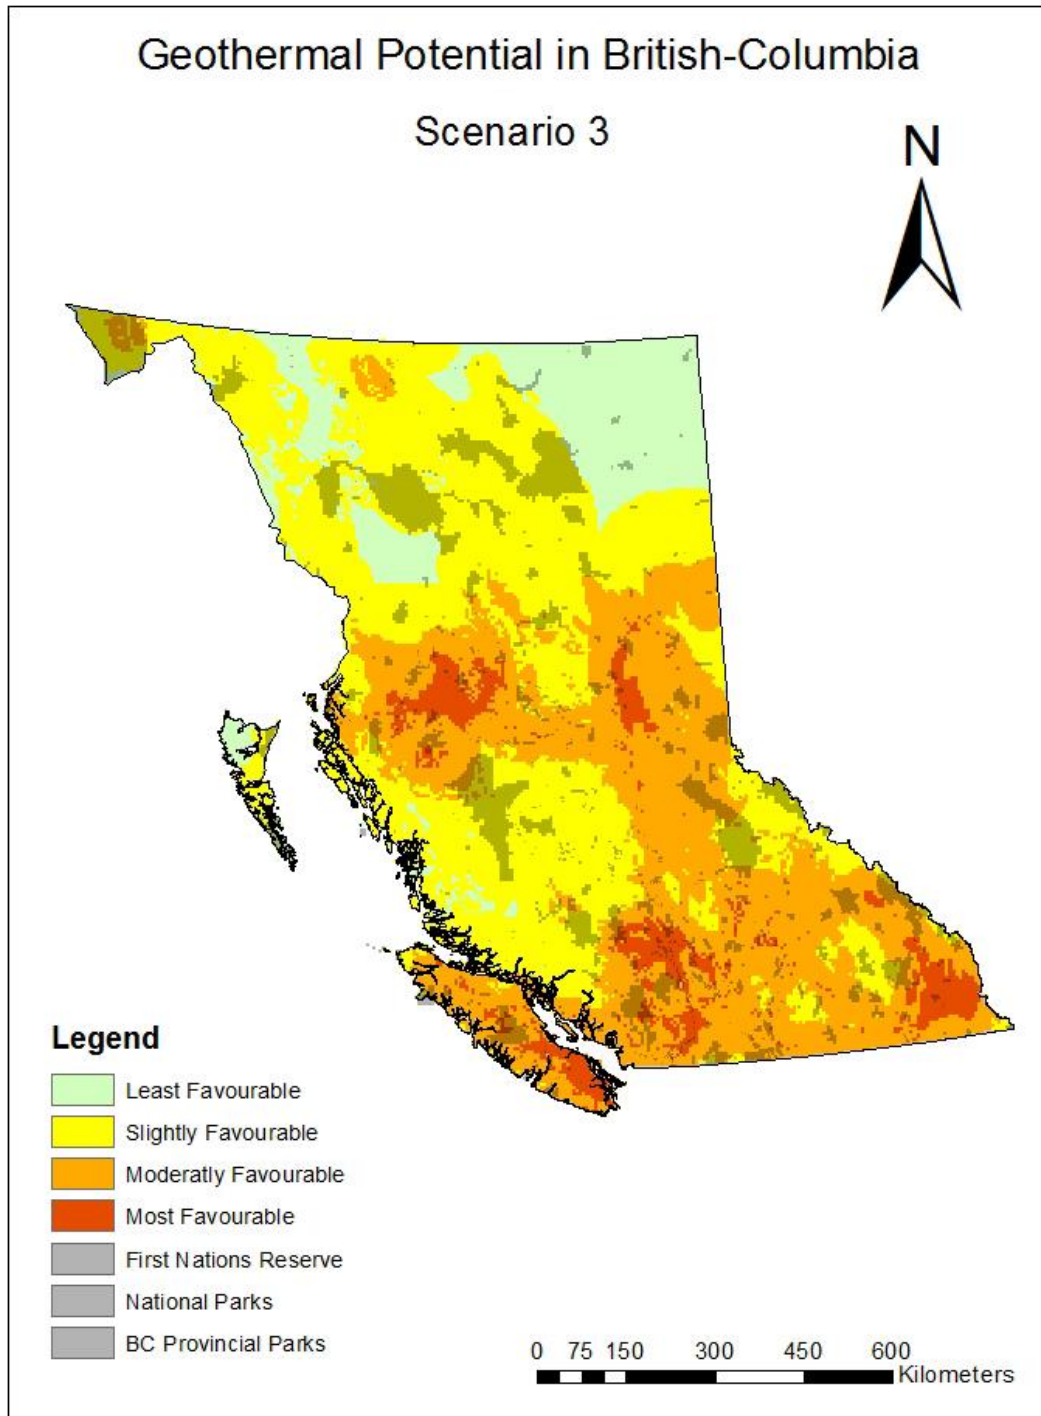 Geothermal Potential in British-Columbia
Scenario 3
N
Legend
Least Favourable
Slightly Favourable
Moderatly Favourable
Most Favourable
First Nations Reserve
National Parks
BC Provincial Parks
0 75 150 300 450 600
Kilometers